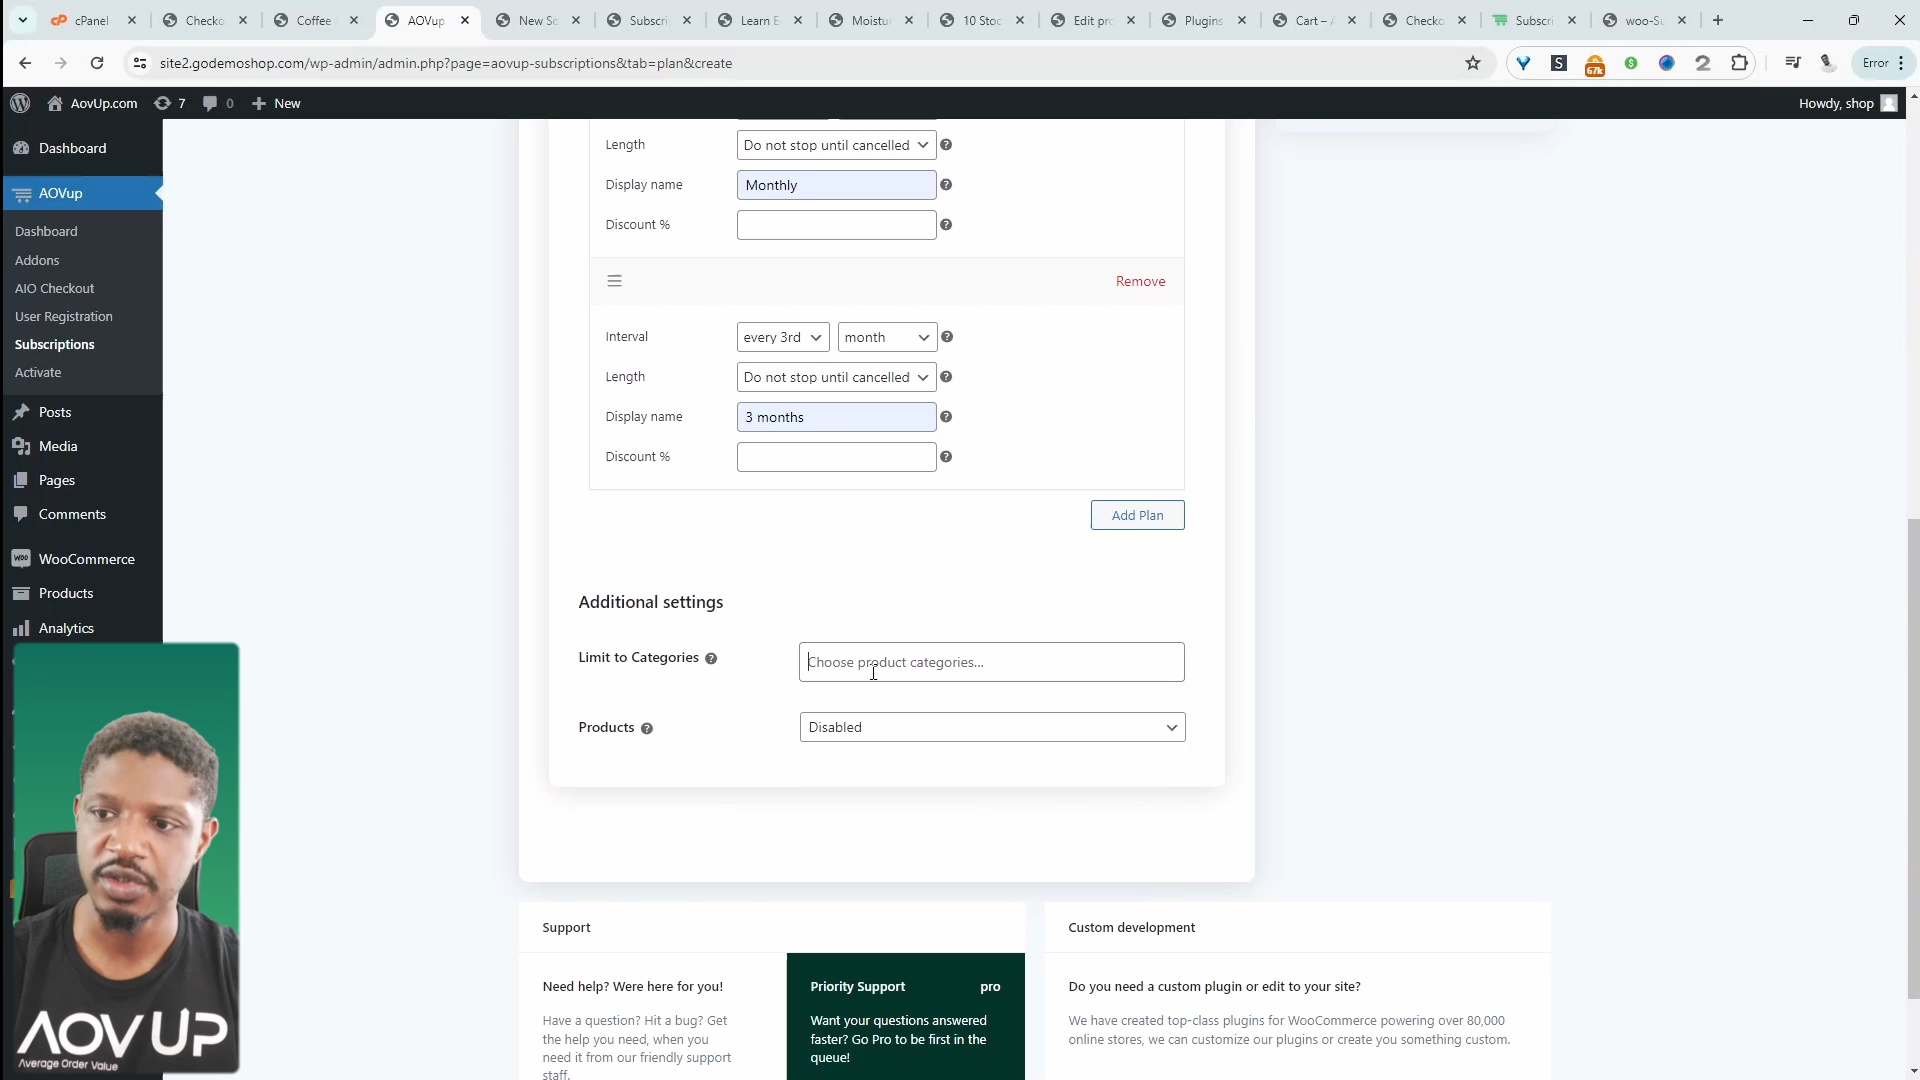 cPanel
Checko
Coffee
AOVup
New So
Subscri
Learn E
Moistu
10 Stoc
Edit pr
Plugins
Cart –
Checko
Subscri
woo-Su
site2.godemoshop.com/wp-admin/admin.php?page=aovup-subscriptions&tab=plan&create
67k
Error
AovUp.com
7
0
New
Howdy, shop
Dashboard
AOVup
Dashboard
Addons
AIO Checkout
User Registration
Subscriptions
Activate
Posts
Media
Pages
Comments
WooCommerce
Products
Analytics
Length
Do not stop until cancelled
Display name
Monthly
Discount %
Remove
Interval
every 3rd
month
Length
Do not stop until cancelled
Display name
3 months
Discount %
Add Plan
Additional settings
Limit to Categories
Choose product categories...
Products
Disabled
Support
Need help? Were here for you!
Have a question? Hit a bug? Get
the help you need, when you
need it from our friendly support
staff.
Priority Support
pro
Want your questions answered
faster? Go Pro to be first in the
queue!
Custom development
Do you need a custom plugin or edit to your site?
We have created top-class plugins for WooCommerce powering over 80,000
online stores, we can customize our plugins or create you something custom.
AOVUP
Average Order Value